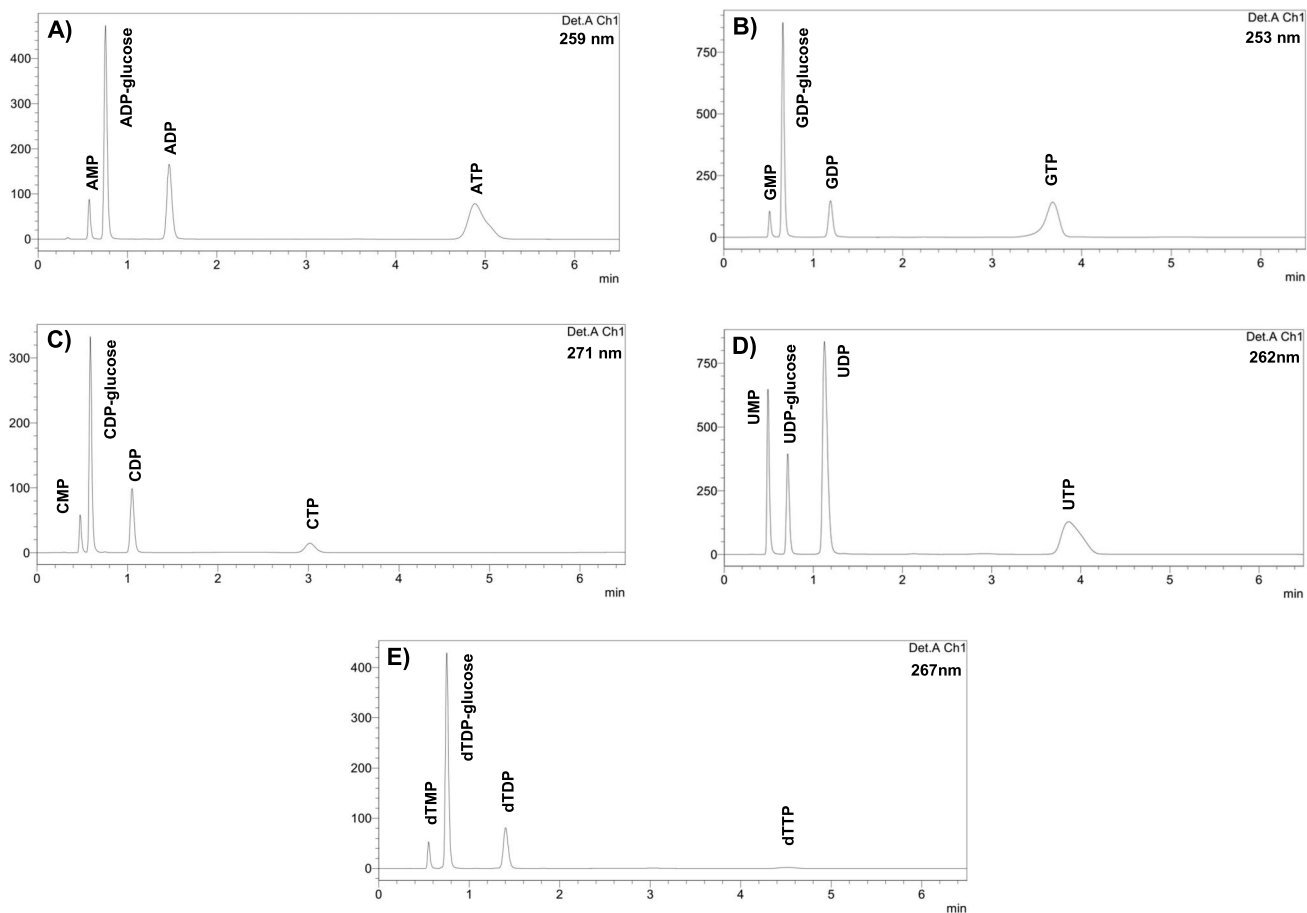 A)
Det.A Ch1
259 nm
AMP
ADP-glucose
ADP
ATP
400
300
200
100
0
0 1 2 3 4 5 6
min
B)
Det.A Ch1
253 nm
GMP
GDP-glucose
GDP
GTP
750
500
250
0
0 1 2 3 4 5 6
min
C)
Det.A Ch1
271 nm
CMP
CDP-glucose
CDP
CTP
300
200
100
0
0 1 2 3 4 5 6
min
D)
Det.A Ch1
262nm
UMP
UDP-glucose
UDP
UTP
750
500
250
0
0 1 2 3 4 5 6
min
E)
Det.A Ch1
267nm
dTMP
dTDP-glucose
dTDP
dTTP
400
300
200
100
0
0 1 2 3 4 5 6
min